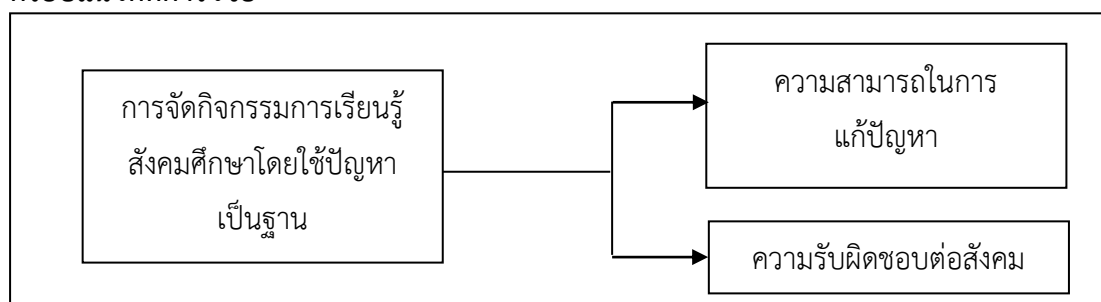 การจัดกิจกรรมการเรียนรู้
สังคมศึกษาโดยใช้ปัญหา
เป็นฐาน
ความสามารถในการ
แก้ปัญหา
ความรับผิดชอบต่อสังคม